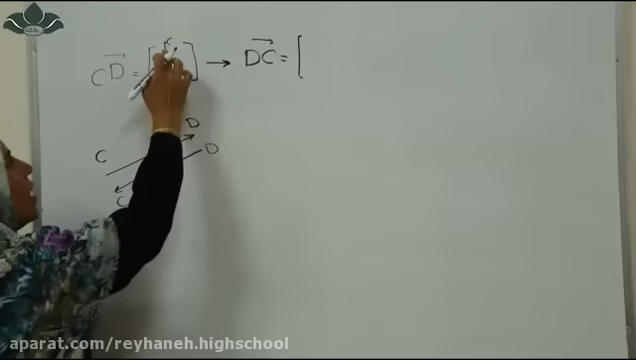 CD = [ ] → DC = [
D
C
D
C
aparat.com/reyhaneh.highschool